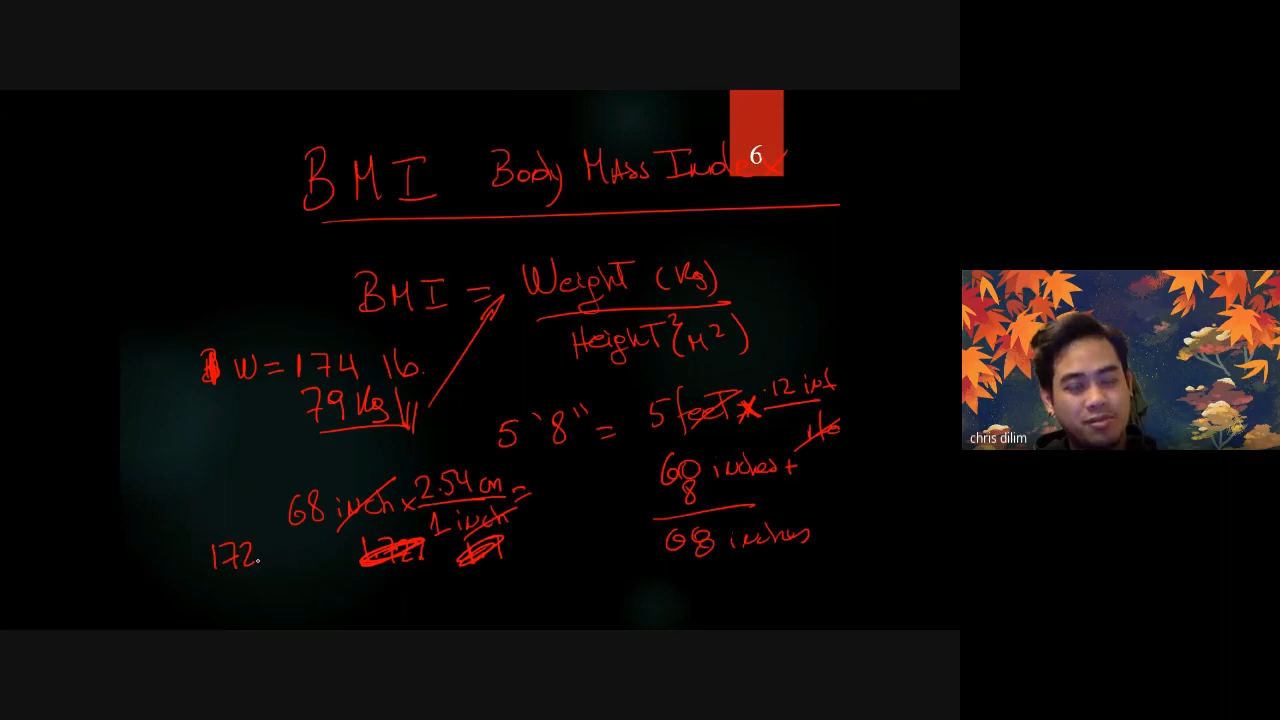 6
BMI Body Mass Index
BMI = Weight (Kg)
Height² (M²)
W = 174 lb.
79 Kg
5'8" = 5 feet x 12 in
60 inches +
8
68 inches
68 inch x 2.54 cm =
1 inch
172.
chris dilim